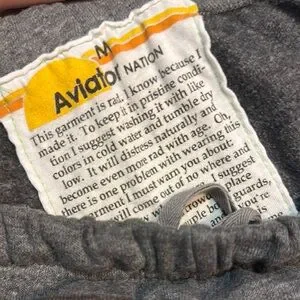 M
Aviator NATION
This garment is rad, I know because I
made it. To keep it in pristine condi-
tion I suggest washing it with like
colors in cold water and tumble dry
low. It will distress naturally and
become even more rad with age. Oh,
there is one problem with wearing this
garment I must warn you about:
will come out of no where and
place
crowd
guards,